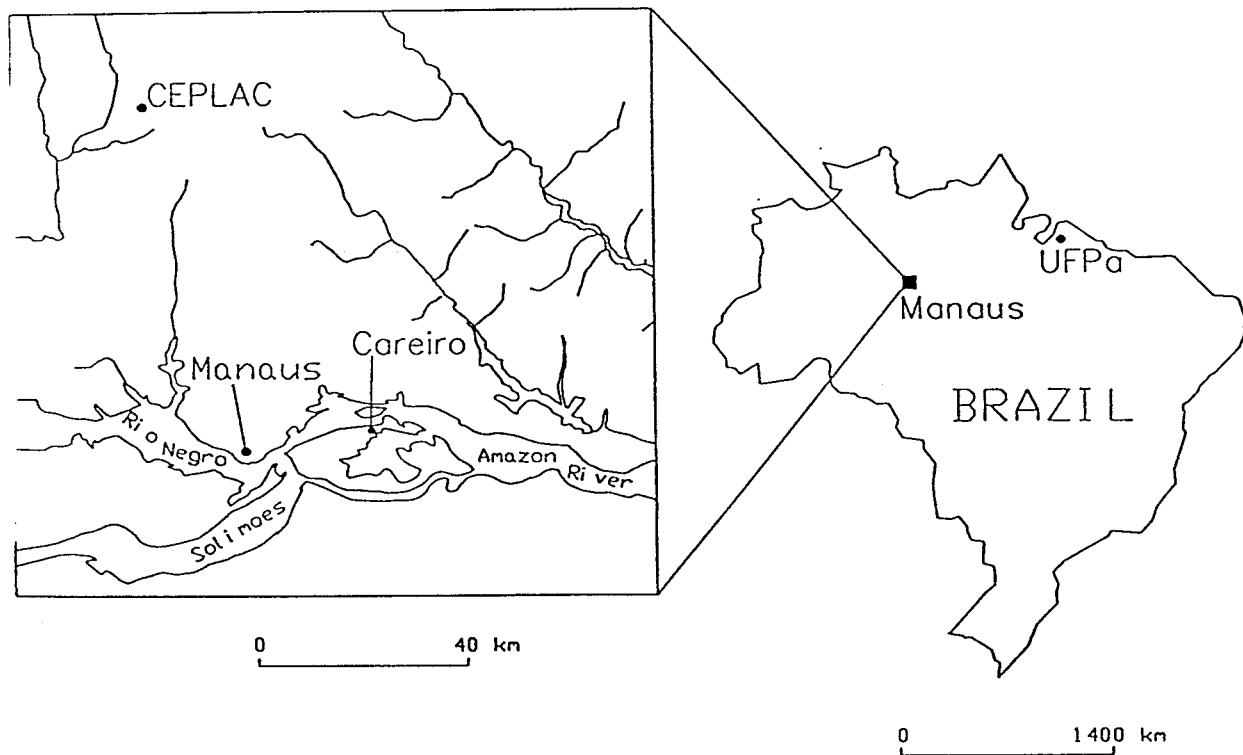 CEPLAC
Careiro
Manaus
Rio Negro
Amazon River
Solimoes
0 40 km
UFPa
Manaus
BRAZIL
0 1400 km